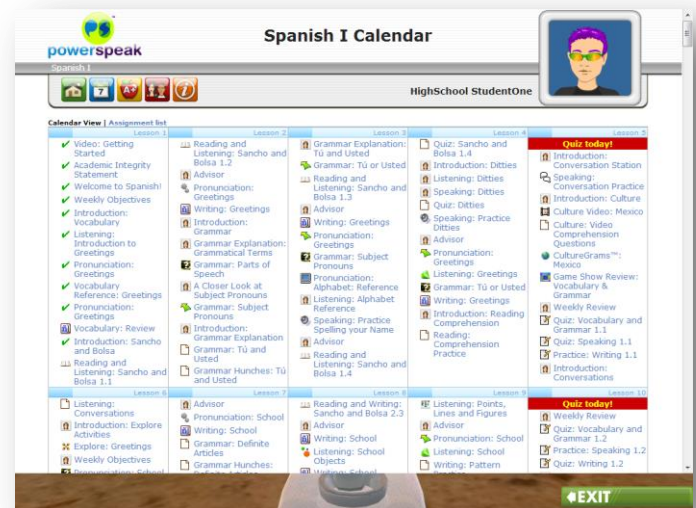 PS
powerspeak
Spanish I Calendar
Spanish I
7
A+
i
HighSchool StudentOne
Calendar View | Assignment list
Lesson 1
Video: Getting
Started
Academic Integrity
Statement
Welcome to Spanish!
Weekly Objectives
Introduction:
Vocabulary
Listening:
Introduction to
Greetings
Pronunciation:
Greetings
Vocabulary
Reference: Greetings
Pronunciation:
Greetings
Vocabulary: Review
Introduction: Sancho
and Bolsa
Reading and
Listening: Sancho and
Bolsa 1.1
Lesson 2
Reading and
Listening: Sancho and
Bolsa 1.2
Advisor
Pronunciation:
Greetings
Writing: Greetings
Introduction:
Grammar
Grammar Explanation:
Grammatical Terms
Grammar: Parts of
Speech
A Closer Look at
Subject Pronouns
Grammar: Subject
Pronouns
Introduction:
Grammar Explanation
Grammar: Tú and
Usted
Grammar Hunches: Tú
and Usted
Lesson 3
Grammar Explanation:
Tú and Usted
Grammar: Tú or Usted
Reading and
Listening: Sancho and
Bolsa 1.3
Advisor
Writing: Greetings
Pronunciation:
Greetings
Grammar: Subject
Pronouns
Pronunciation:
Alphabet: Reference
Listening: Alphabet
Reference
Speaking: Practice
Spelling your Name
Advisor
Reading and
Listening: Sancho and
Bolsa 1.4
Lesson 4
Quiz: Sancho and
Bolsa 1.4
Introduction: Ditties
Listening: Ditties
Speaking: Ditties
Quiz: Ditties
Speaking: Practice
Ditties
Advisor
Pronunciation:
Greetings
Listening: Greetings
Grammar: Tú or Usted
Writing: Greetings
Introduction: Reading
Comprehension
Reading:
Comprehension
Practice
Lesson 5
Quiz today!
Introduction:
Conversation Station
Speaking:
Conversation Practice
Introduction: Culture
Culture Video: Mexico
Culture: Video
Comprehension
Questions
CultureGrams™:
Mexico
Game Show Review:
Vocabulary &
Grammar
Weekly Review
Quiz: Vocabulary and
Grammar 1.1
Quiz: Speaking 1.1
Practice: Writing 1.1
Introduction:
Conversations
Lesson 6
Listening:
Conversations
Introduction: Explore
Activities
Explore: Greetings
Weekly Objectives
Pronunciation: School
Lesson 7
Advisor
Pronunciation: School
Writing: School
Grammar: Definite
Articles
Grammar Hunches:
Definite Articles
Lesson 8
Reading and Writing:
Sancho and Bolsa 2.3
Advisor
Writing: School
Listening: School
Objects
Writing: School
Lesson 9
Listening: Points,
Lines and Figures
Advisor
Pronunciation: School
Listening: School
Writing: Pattern
Practice
Lesson 10
Quiz today!
Weekly Review
Quiz: Vocabulary and
Grammar 1.2
Practice: Speaking 1.2
Quiz: Writing 1.2
EXIT